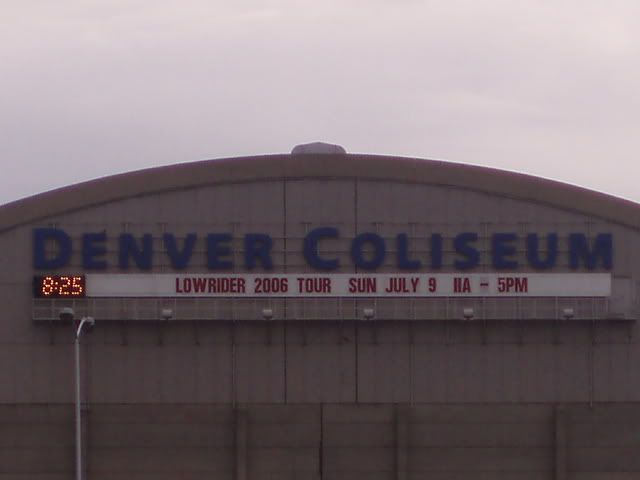 DENVER COLISEUM
8:25 LOWRIDER 2006 TOUR SUN JULY 9 11A - 5PM